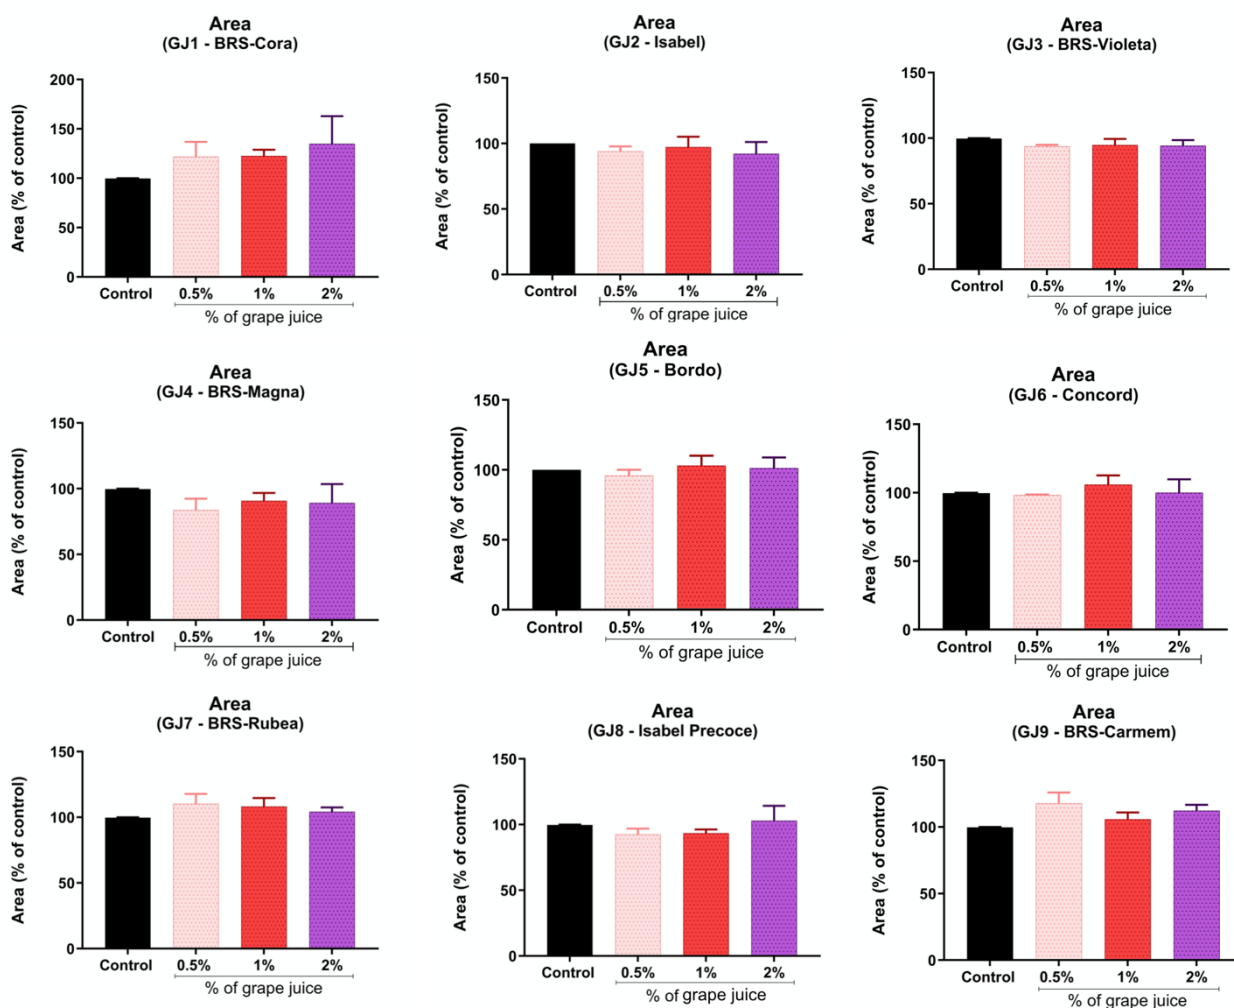 Area
(GJ1 - BRS-Cora)
Area (% of control)
200
150
100
50
0
Control
0.5%
1%
2%
% of grape juice
Area
(GJ2 - Isabel)
Area (% of control)
150
100
50
0
Control
0.5%
1%
2%
% of grape juice
Area
(GJ3 - BRS-Violeta)
Area (% of control)
150
100
50
0
Control
0.5%
1%
2%
% of grape juice
Area
(GJ4 - BRS-Magna)
Area (% of control)
150
100
50
0
Control
0.5%
1%
2%
% of grape juice
Area
(GJ5 - Bordo)
Area (% of control)
150
100
50
0
Control
0.5%
1%
2%
% of grape juice
Area
(GJ6 - Concord)
Area (% of control)
150
100
50
0
Control
0.5%
1%
2%
% of grape juice
Area
(GJ7 - BRS-Rubea)
Area (% of control)
150
100
50
0
Control
0.5%
1%
2%
% of grape juice
Area
(GJ8 - Isabel Precoce)
Area (% of control)
150
100
50
0
Control
0.5%
1%
2%
% of grape juice
Area
(GJ9 - BRS-Carmem)
Area (% of control)
150
100
50
0
Control
0.5%
1%
2%
% of grape juice